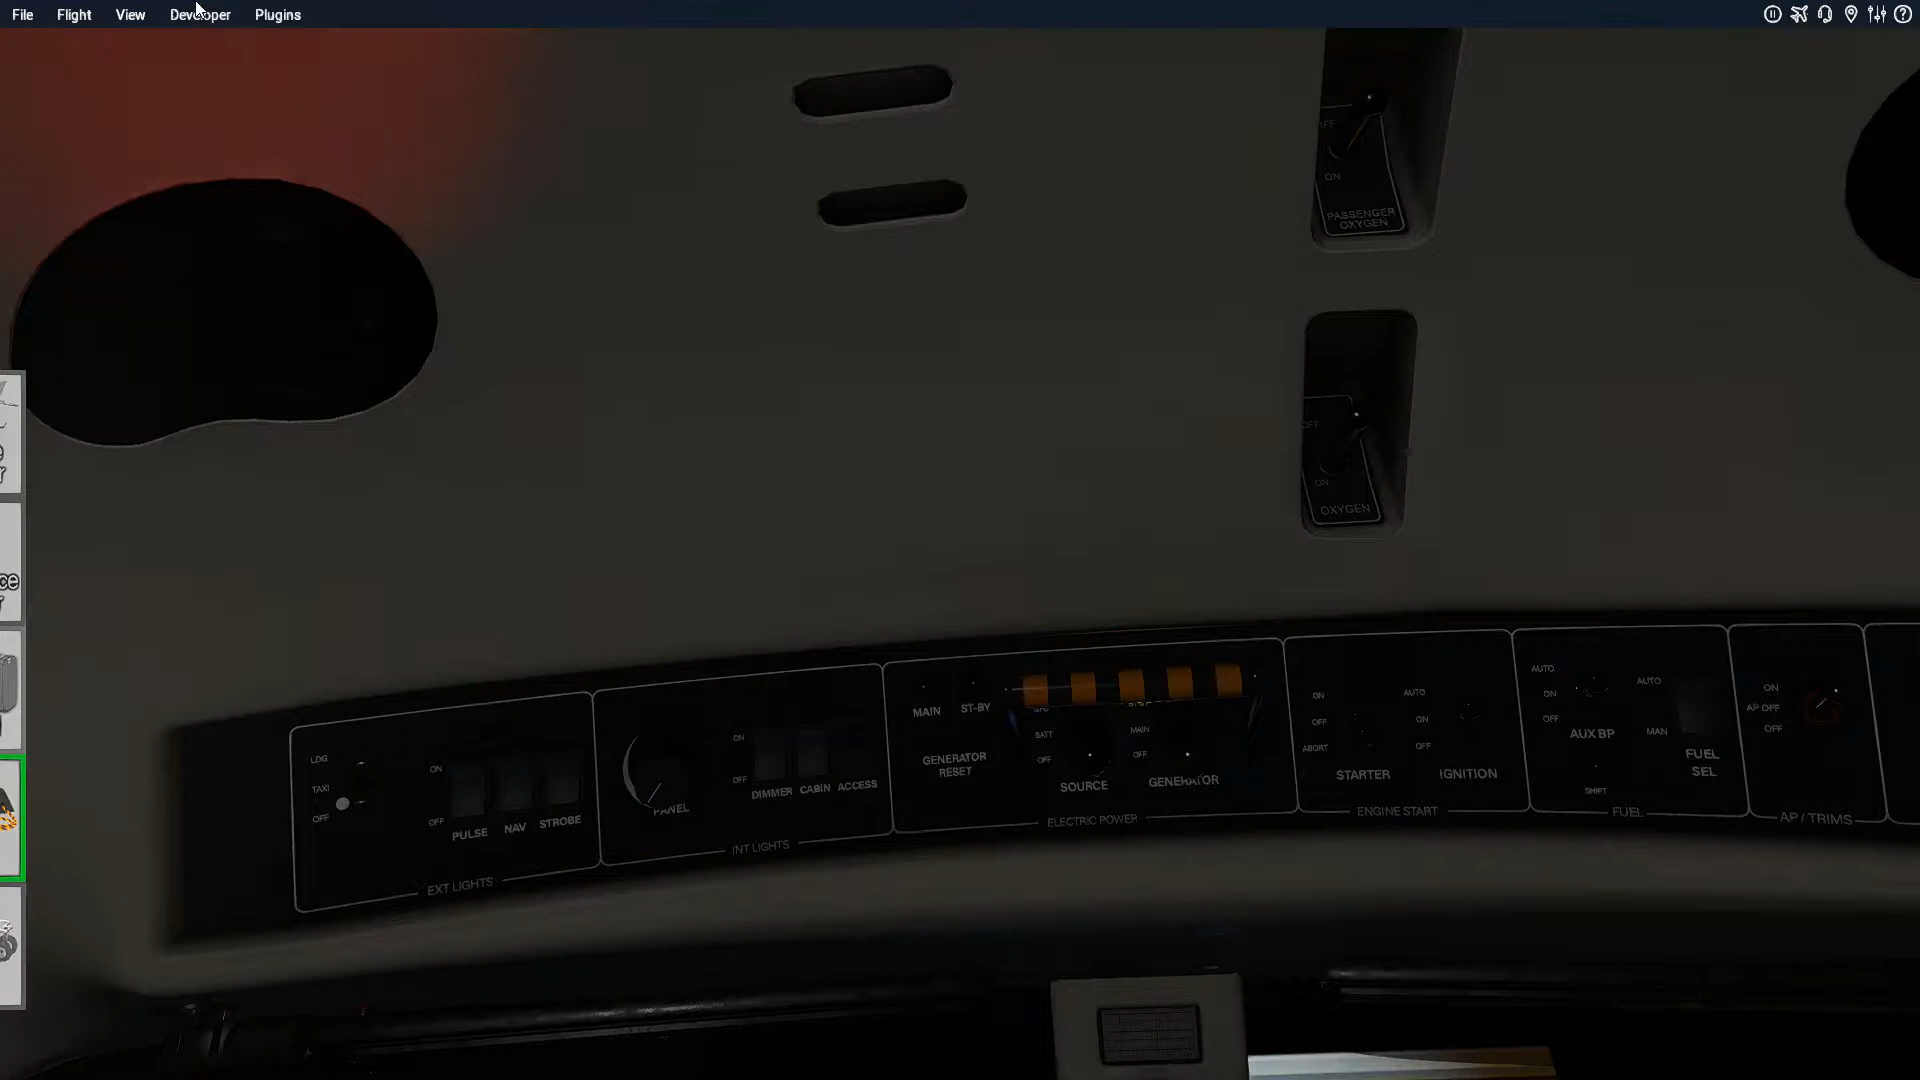 File Flight View Developer Plugins
ON
PASSENGER
OXYGEN
OFF
ON
OXYGEN
LDG
TAXI
OFF
ON
OFF
PULSE NAV STROBE
EXT LIGHTS
PANEL
ON
OFF
DIMMER CABIN ACCESS
INT LIGHTS
MAIN ST-BY
GENERATOR
RESET
BATT
OFF
SOURCE
MAIN
OFF
GENERATOR
ELECTRIC POWER
ON
OFF
ABORT
STARTER
AUTO
ON
OFF
IGNITION
ENGINE START
AUTO
ON
OFF
AUX BP
SHIFT
AUTO
MAN
FUEL
SEL
FUEL
ON
AP OFF
OFF
AP / TRIMS